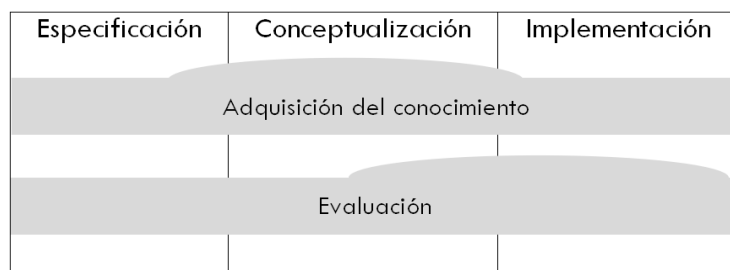 Especificación
Conceptualización
Implementación
Adquisición del conocimiento
Evaluación